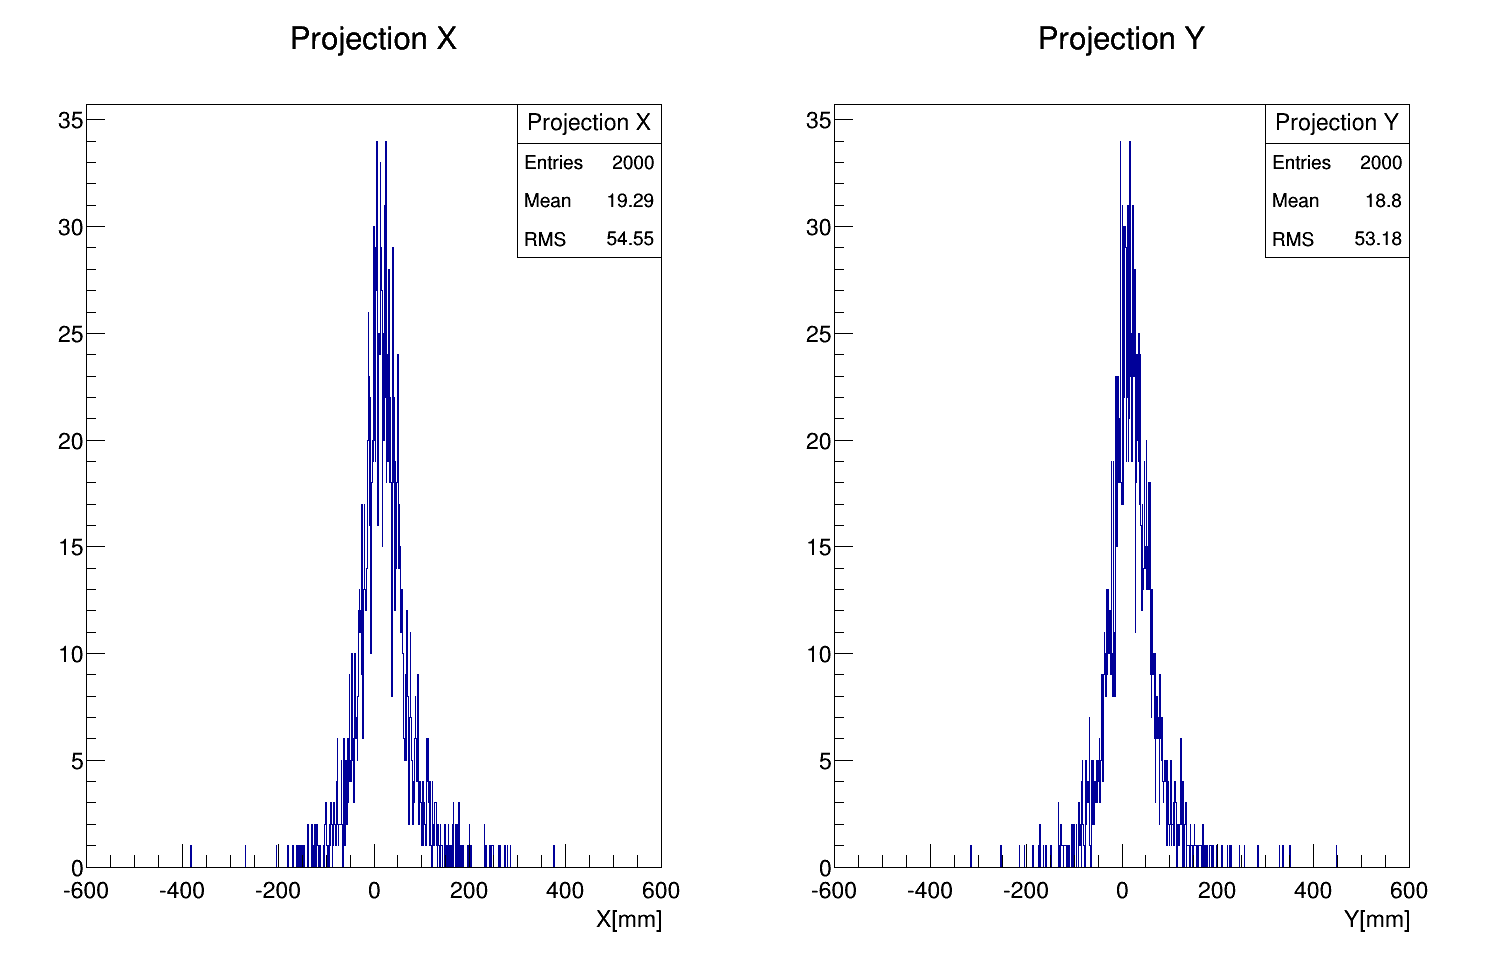 Projection X
35
30
25
20
15
10
5
0
-600 -400 -200 0 200 400 600
X[mm]
Projection X
Entries 2000
Mean 19.29
RMS 54.55
Projection Y
35
30
25
20
15
10
5
0
-600 -400 -200 0 200 400 600
Y[mm]
Projection Y
Entries 2000
Mean 18.8
RMS 53.18